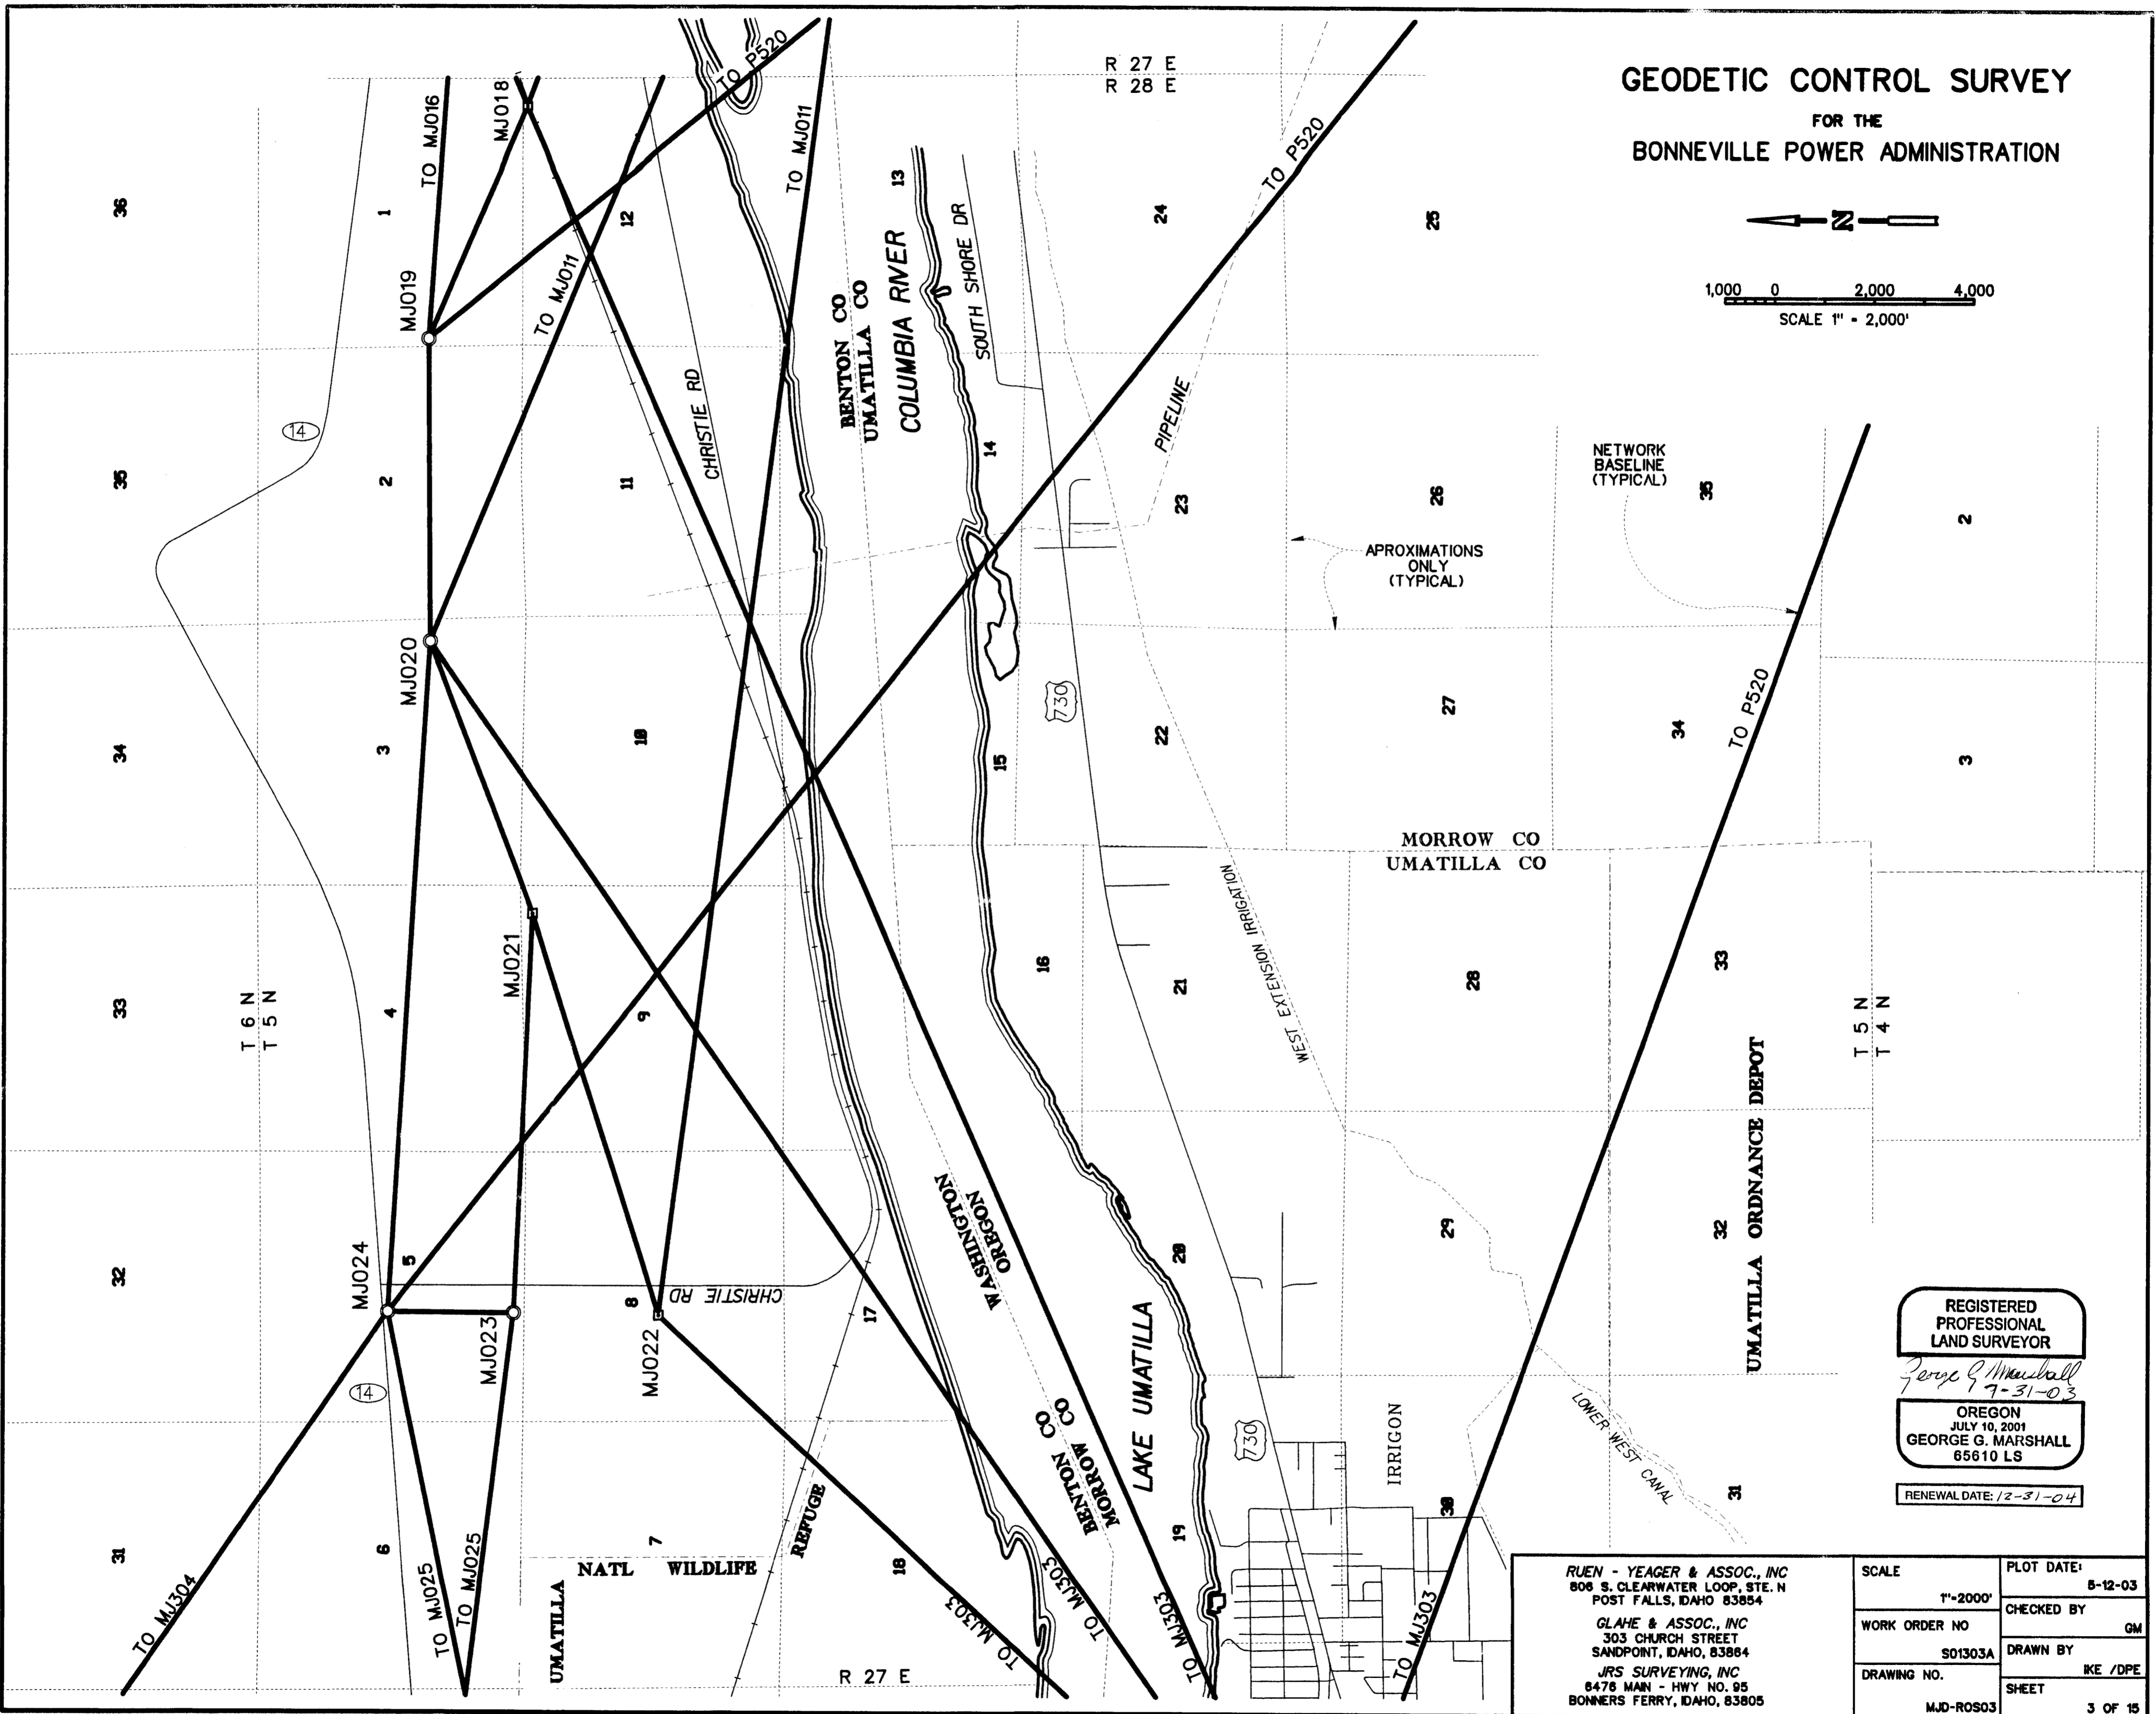 GEODETIC CONTROL SURVEY
FOR THE
BONNEVILLE POWER ADMINISTRATION
N
1,000 0 2,000 4,000
SCALE 1" = 2,000'
R 27 E
R 28 E
TO MJ016
MJ018
TO P520
TO MJ011
TO P520
36
1
12
13
24
25
MJ019
TO MJ011
CHRISTIE RD
BENTON CO
UMATILLA CO
COLUMBIA RIVER
SOUTH SHORE DR
PIPELINE
14
35
2
11
14
23
26
35
2
NETWORK
BASELINE
(TYPICAL)
APROXIMATIONS
ONLY
(TYPICAL)
MJ020
730
TO P520
34
3
10
15
22
27
34
3
MORROW CO
UMATILLA CO
WEST EXTENSION IRRIGATION
MJ021
T 6 N
T 5 N
33
4
9
16
21
28
33
T 5 N
T 4 N
UMATILLA ORDNANCE DEPOT
MJ024
MJ023
MJ022
CHRISTIE RD
WASHINGTON
OREGON
32
5
8
17
20
29
32
14
LAKE UMATILLA
BENTON CO
MORROW CO
730
IRRIGON
LOWER WEST CANAL
31
6
7
18
19
30
31
TO MJ304
TO MJ025
TO MJ025
UMATILLA
NATL WILDLIFE
REFUGE
R 27 E
TO MJ303
TO MJ303
TO MJ303
TO MJ303
REGISTERED
PROFESSIONAL
LAND SURVEYOR
George G Marshall
7-31-03
OREGON
JULY 10, 2001
GEORGE G. MARSHALL
65610 LS
RENEWAL DATE: 12-31-04
RUEN - YEAGER & ASSOC., INC
806 S. CLEARWATER LOOP, STE. N
POST FALLS, IDAHO 83854
GLAHE & ASSOC., INC
303 CHURCH STREET
SANDPOINT, IDAHO, 83864
JRS SURVEYING, INC
6476 MAIN - HWY NO. 95
BONNERS FERRY, IDAHO, 83805
SCALE
1"=2000'
WORK ORDER NO
S01303A
DRAWING NO.
MJD-ROS03
PLOT DATE:
5-12-03
CHECKED BY
GM
DRAWN BY
IKE /DPE
SHEET
3 OF 15